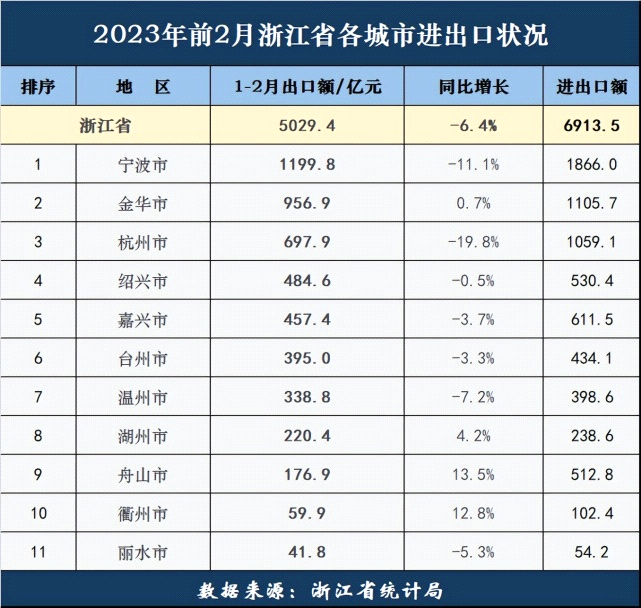 2023年前2月浙江省各城市进出口状况
排序 地 区 1-2月出口额/亿元 同比增长 进出口额
浙江省 5029.4 -6.4% 6913.5
1 宁波市 1199.8 -11.1% 1866.0
2 金华市 956.9 0.7% 1105.7
3 杭州市 697.9 -19.8% 1059.1
4 绍兴市 484.6 -0.5% 530.4
5 嘉兴市 457.4 -3.7% 611.5
6 台州市 395.0 -3.3% 434.1
7 温州市 338.8 -7.2% 398.6
8 湖州市 220.4 4.2% 238.6
9 舟山市 176.9 13.5% 512.8
10 衢州市 59.9 12.8% 102.4
11 丽水市 41.8 -5.3% 54.2
数据来源：浙江省统计局